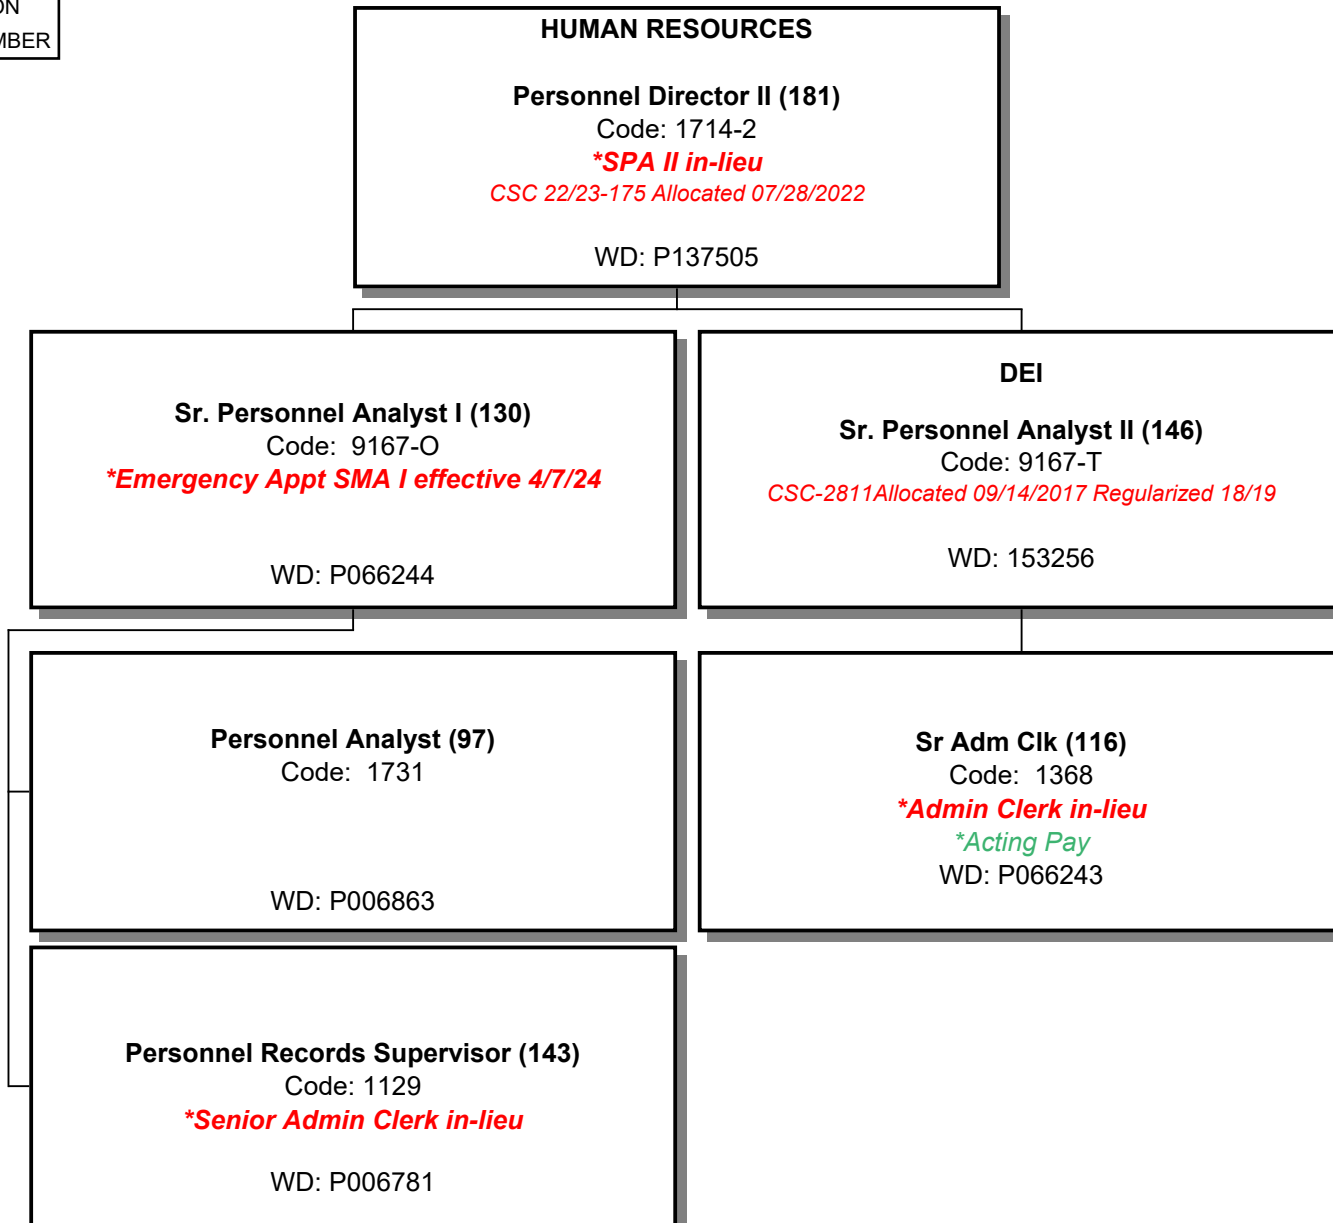 ON
MBER
HUMAN RESOURCES
Personnel Director II (181)
Code: 1714-2
*SPA II in-lieu
CSC 22/23-175 Allocated 07/28/2022
WD: P137505
Sr. Personnel Analyst I (130)
Code:  9167-O
*Emergency Appt SMA I effective 4/7/24
WD: P066244
DEI
Sr. Personnel Analyst II (146)
Code: 9167-T
CSC-2811Allocated 09/14/2017 Regularized 18/19
WD: 153256
Personnel Analyst (97)
Code:  1731
WD: P006863
Sr Adm Clk (116)
Code:  1368
*Admin Clerk in-lieu
*Acting Pay
WD: P066243
Personnel Records Supervisor (143)
Code: 1129
*Senior Admin Clerk in-lieu
WD: P006781